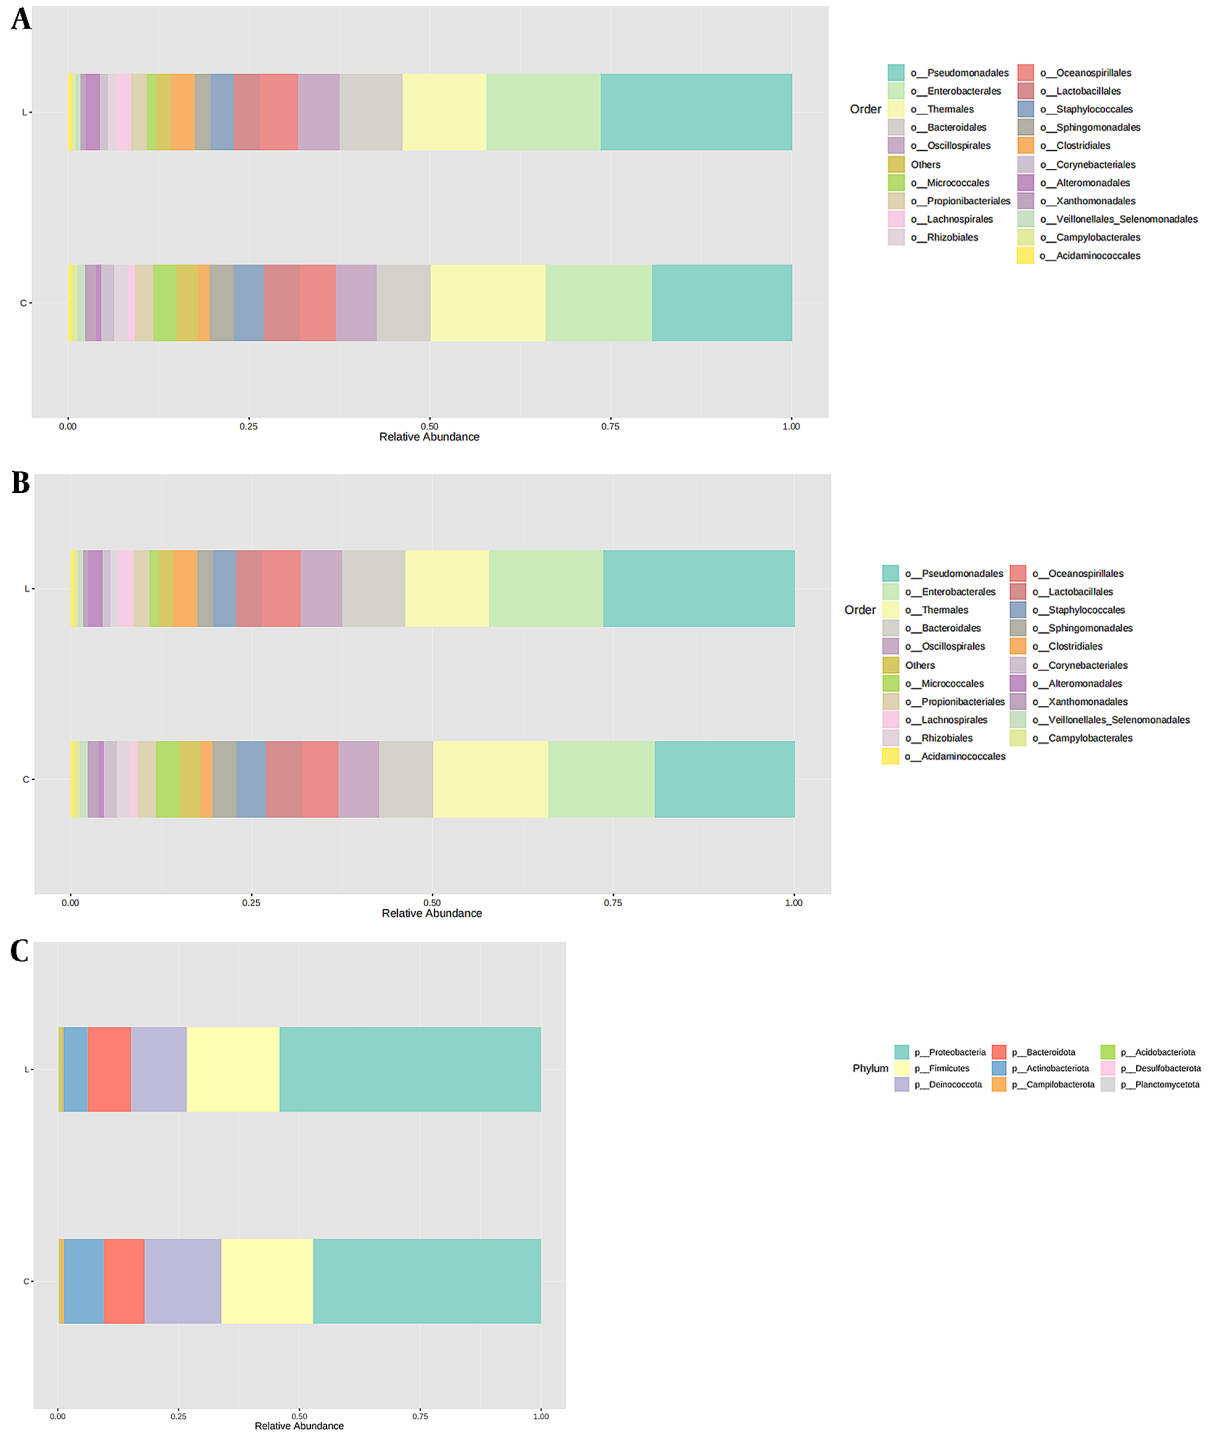 A
L
C
0.00 0.25 0.50 0.75 1.00
Relative Abundance
Order
o__Pseudomonadales o__Oceanospirillales
o__Enterobacterales o__Lactobacillales
o__Thermales o__Staphylococcales
o__Bacteroidales o__Sphingomonadales
o__Oscillospirales o__Clostridiales
Others o__Corynebacteriales
o__Micrococcales o__Alteromonadales
o__Propionibacteriales o__Xanthomonadales
o__Lachnospirales o__Veillonellales_Selenomonadales
o__Rhizobiales o__Campylobacterales
o__Acidaminococcales
B
L
C
0.00 0.25 0.50 0.75 1.00
Relative Abundance
Order
o__Pseudomonadales o__Oceanospirillales
o__Enterobacterales o__Lactobacillales
o__Thermales o__Staphylococcales
o__Bacteroidales o__Sphingomonadales
o__Oscillospirales o__Clostridiales
Others o__Corynebacteriales
o__Micrococcales o__Alteromonadales
o__Propionibacteriales o__Xanthomonadales
o__Lachnospirales o__Veillonellales_Selenomonadales
o__Rhizobiales o__Campylobacterales
o__Acidaminococcales
C
L
C
0.00 0.25 0.50 0.75 1.00
Relative Abundance
Phylum
p__Proteobacteria p__Bacteroidota p__Acidobacteriota
p__Firmicutes p__Actinobacteriota p__Desulfobacterota
p__Deinococcota p__Campilobacterota p__Planctomycetota